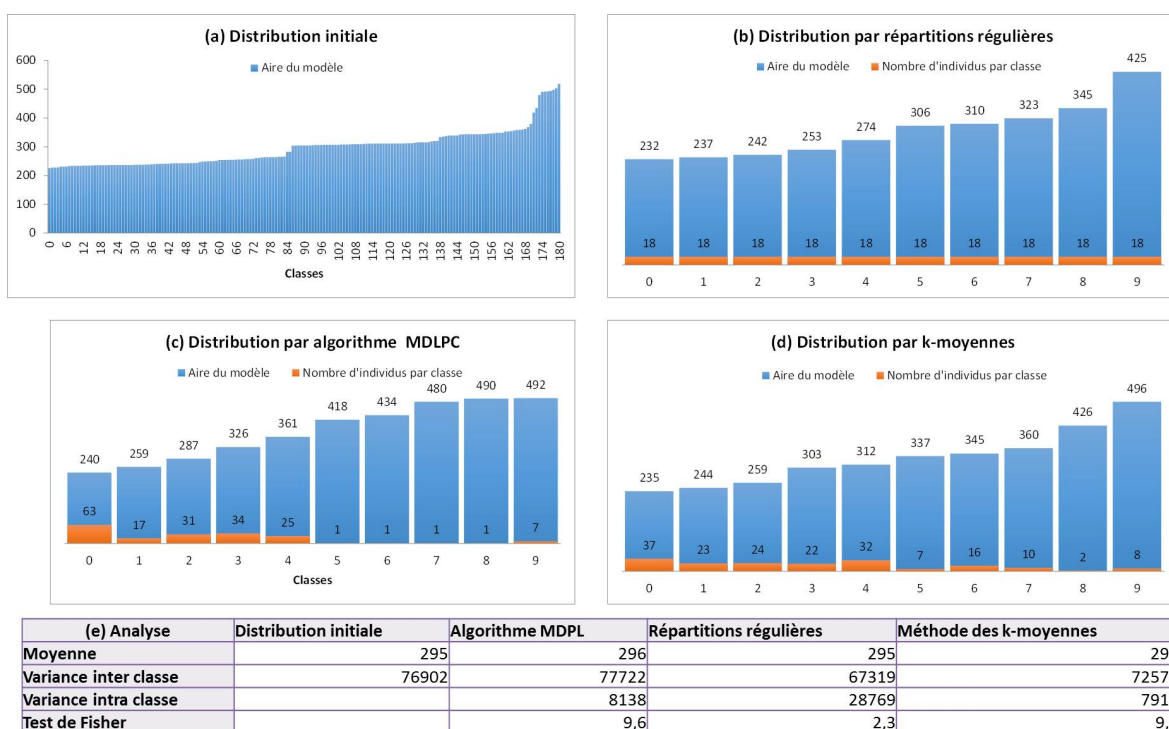 (a) Distribution initiale
Aire du modèle
600
500
400
300
200
100
0
0 6 12 18 24 30 36 42 48 54 60 66 72 78 84 90 96 102 108 114 120 126 132 138 144 150 156 162 168 174 180
Classes
(b) Distribution par répartitions régulières
Aire du modèle Nombre d'individus par classe
232 237 242 253 274 306 310 323 345 425
18 18 18 18 18 18 18 18 18 18
0 1 2 3 4 5 6 7 8 9
(c) Distribution par algorithme MDLPC
Aire du modèle Nombre d'individus par classe
240 259 287 326 361 418 434 480 490 492
63 17 31 34 25 1 1 1 1 7
0 1 2 3 4 5 6 7 8 9
Classes
(d) Distribution par k-moyennes
Aire du modèle Nombre d'individus par classe
235 244 259 303 312 337 345 360 426 496
37 23 24 22 32 7 16 10 2 8
0 1 2 3 4 5 6 7 8 9
(e) Analyse Distribution initiale Algorithme MDPL Répartitions régulières Méthode des k-moyennes
Moyenne 295 296 295 29
Variance inter classe 76902 77722 67319 7257
Variance intra classe 8138 28769 791
Test de Fisher 9,6 2,3 9,